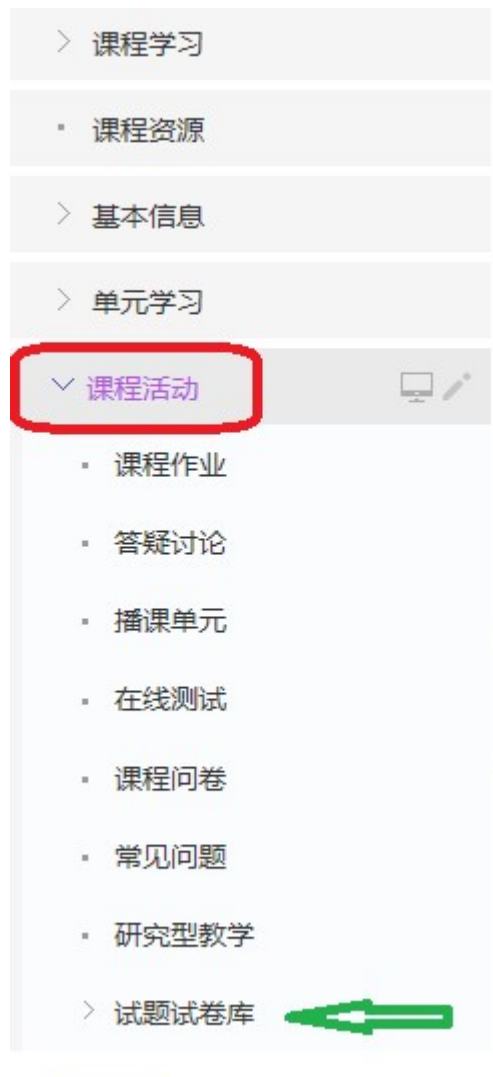 课程学习
课程资源
基本信息
单元学习
课程活动
课程作业
答疑讨论
播课单元
在线测试
课程问卷
常见问题
研究型教学
试题试卷库